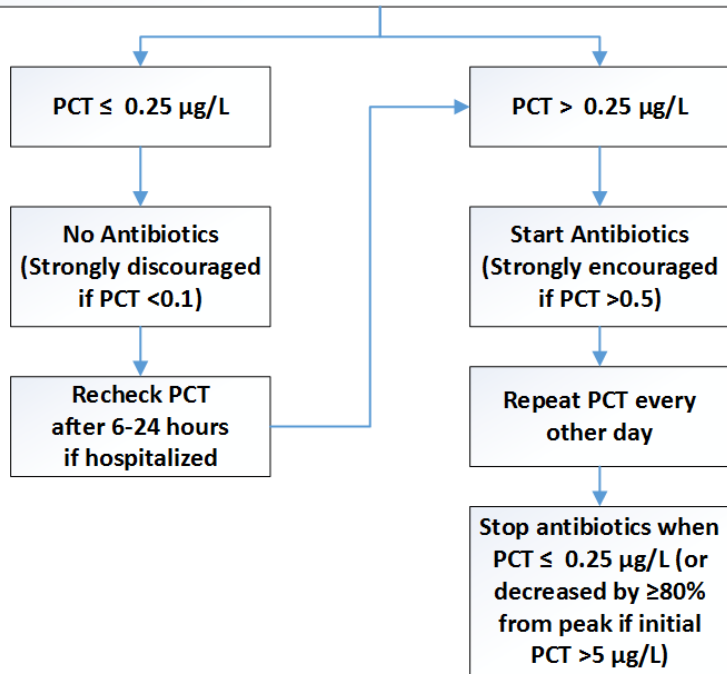 PCT ≤  0.25 µg/L
PCT >  0.25 µg/L
No Antibiotics
(Strongly discouraged
if PCT <0.1)
Start Antibiotics
(Strongly encouraged
if PCT >0.5)
Recheck PCT
after 6-24 hours
if hospitalized
Repeat PCT every
other day
Stop antibiotics when
PCT ≤  0.25 µg/L (or
decreased by ≥80%
from peak if initial
PCT >5 µg/L)